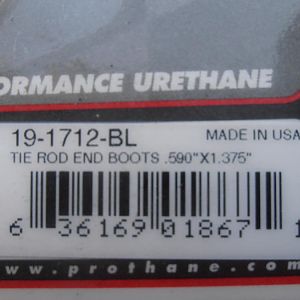 ORMANCE URETHANE
19-1712-BL
MADE IN USA
TIE ROD END BOOTS .590"X1.375"
6 36169 01867 1
www.prothane.com